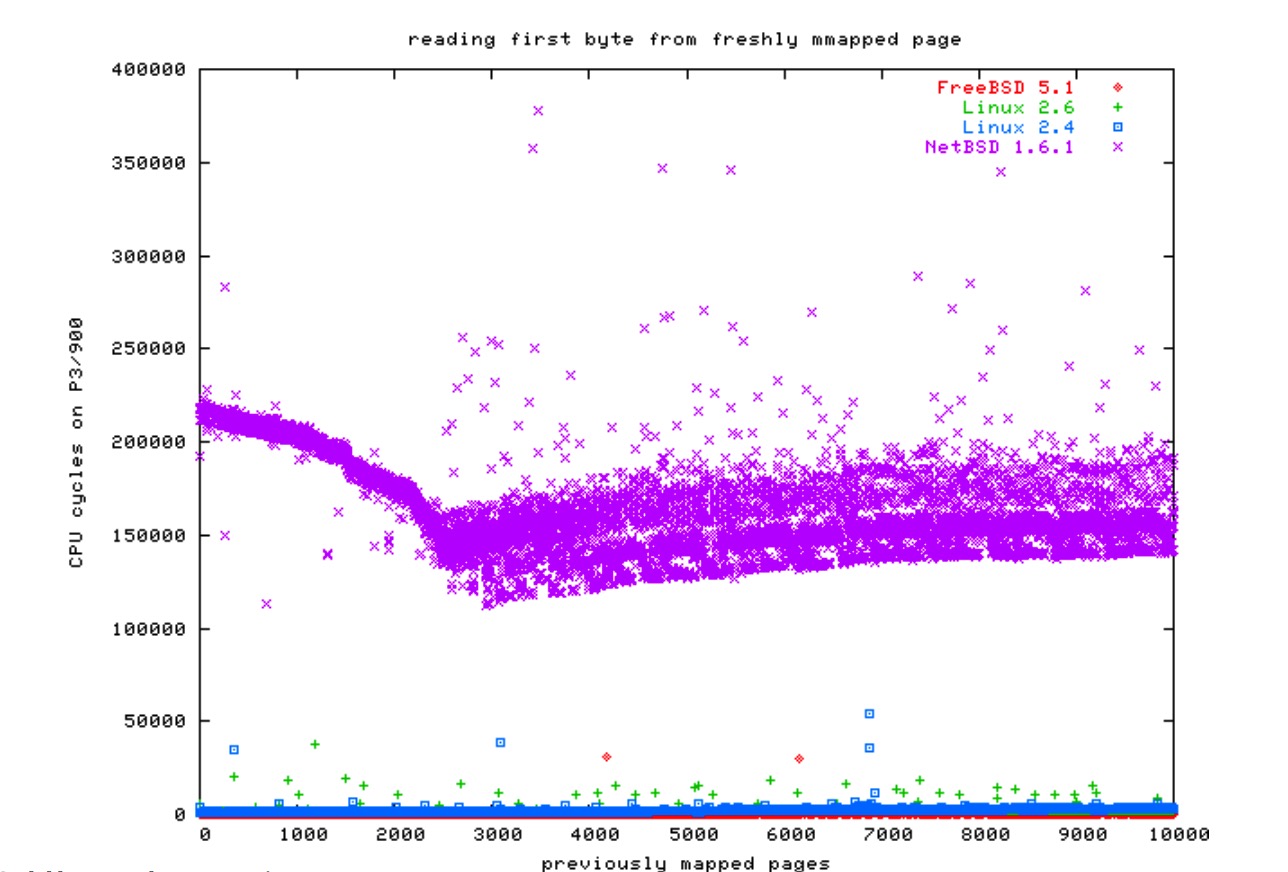 reading first byte from freshly mmapped page
400000
350000
300000
250000
200000
150000
100000
50000
0
CPU cycles on P3/900
FreeBSD 5.1
Linux 2.6
Linux 2.4
NetBSD 1.6.1
0 1000 2000 3000 4000 5000 6000 7000 8000 9000 10000
previously mapped pages